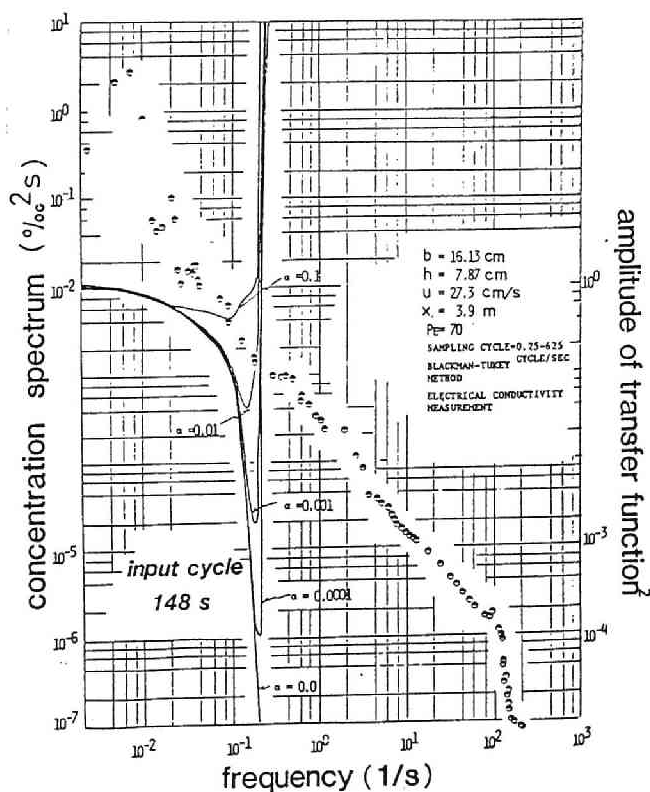 10¹
10⁰
10⁻¹
10⁻²
10⁻⁵
10⁻⁶
10⁻⁷
concentration spectrum (‰²s)
α=0.1
α=0.01
α=0.001
α=0.0001
α=0.0
input cycle
148 s
b = 16.13 cm
h = 7.87 cm
u = 27.3 cm/s
x. = 3.9 m
Pe= 70
SAMPLING CYCLE=0.25-625
CYCLE/SEC
BLACKMAN-TUKEY
METHOD
ELECTRICAL CONDUCTIVITY
MEASUREMENT
10⁰
10⁻³
10⁻⁴
amplitude of transfer function²
10⁻²
10⁻¹
10⁰
10¹
10²
10³
frequency (1/s)